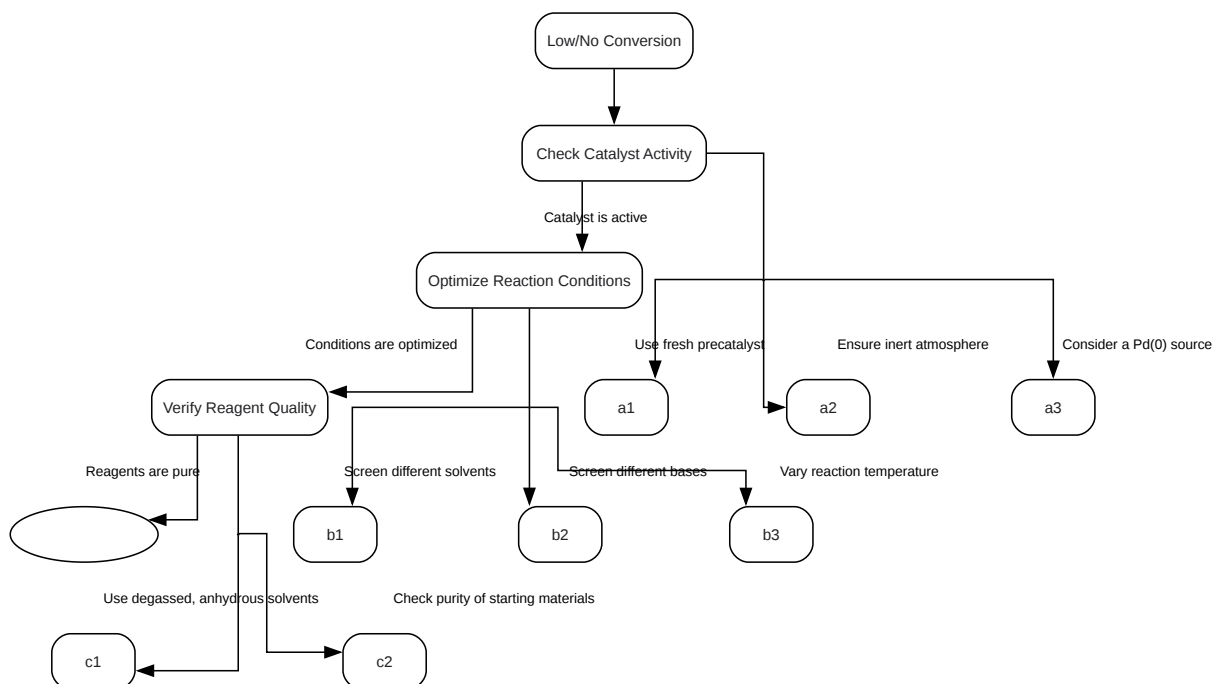 Low/No Conversion
Check Catalyst Activity
Catalyst is active
Optimize Reaction Conditions
Conditions are optimized
Use fresh precatalyst
Ensure inert atmosphere
Consider a Pd(0) source
Verify Reagent Quality
a1
a2
a3
Reagents are pure
Screen different solvents
Screen different bases
Vary reaction temperature
b1
b2
b3
Use degassed, anhydrous solvents
Check purity of starting materials
c1
c2